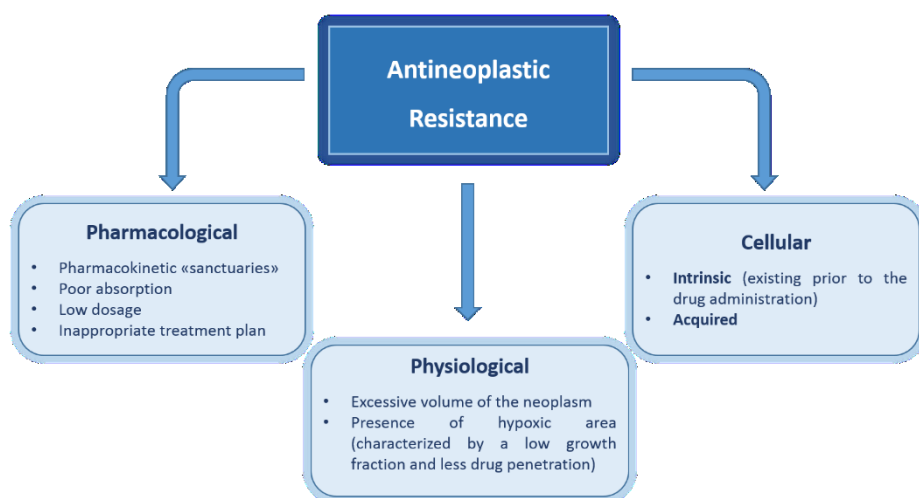 Antineoplastic
Resistance
Pharmacological
• Pharmacokinetic «sanctuaries»
• Poor absorption
• Low dosage
• Inappropriate treatment plan
Physiological
• Excessive volume of the neoplasm
• Presence of hypoxic area
(characterized by a low growth
fraction and less drug penetration)
Cellular
• Intrinsic (existing prior to the
drug administration)
• Acquired